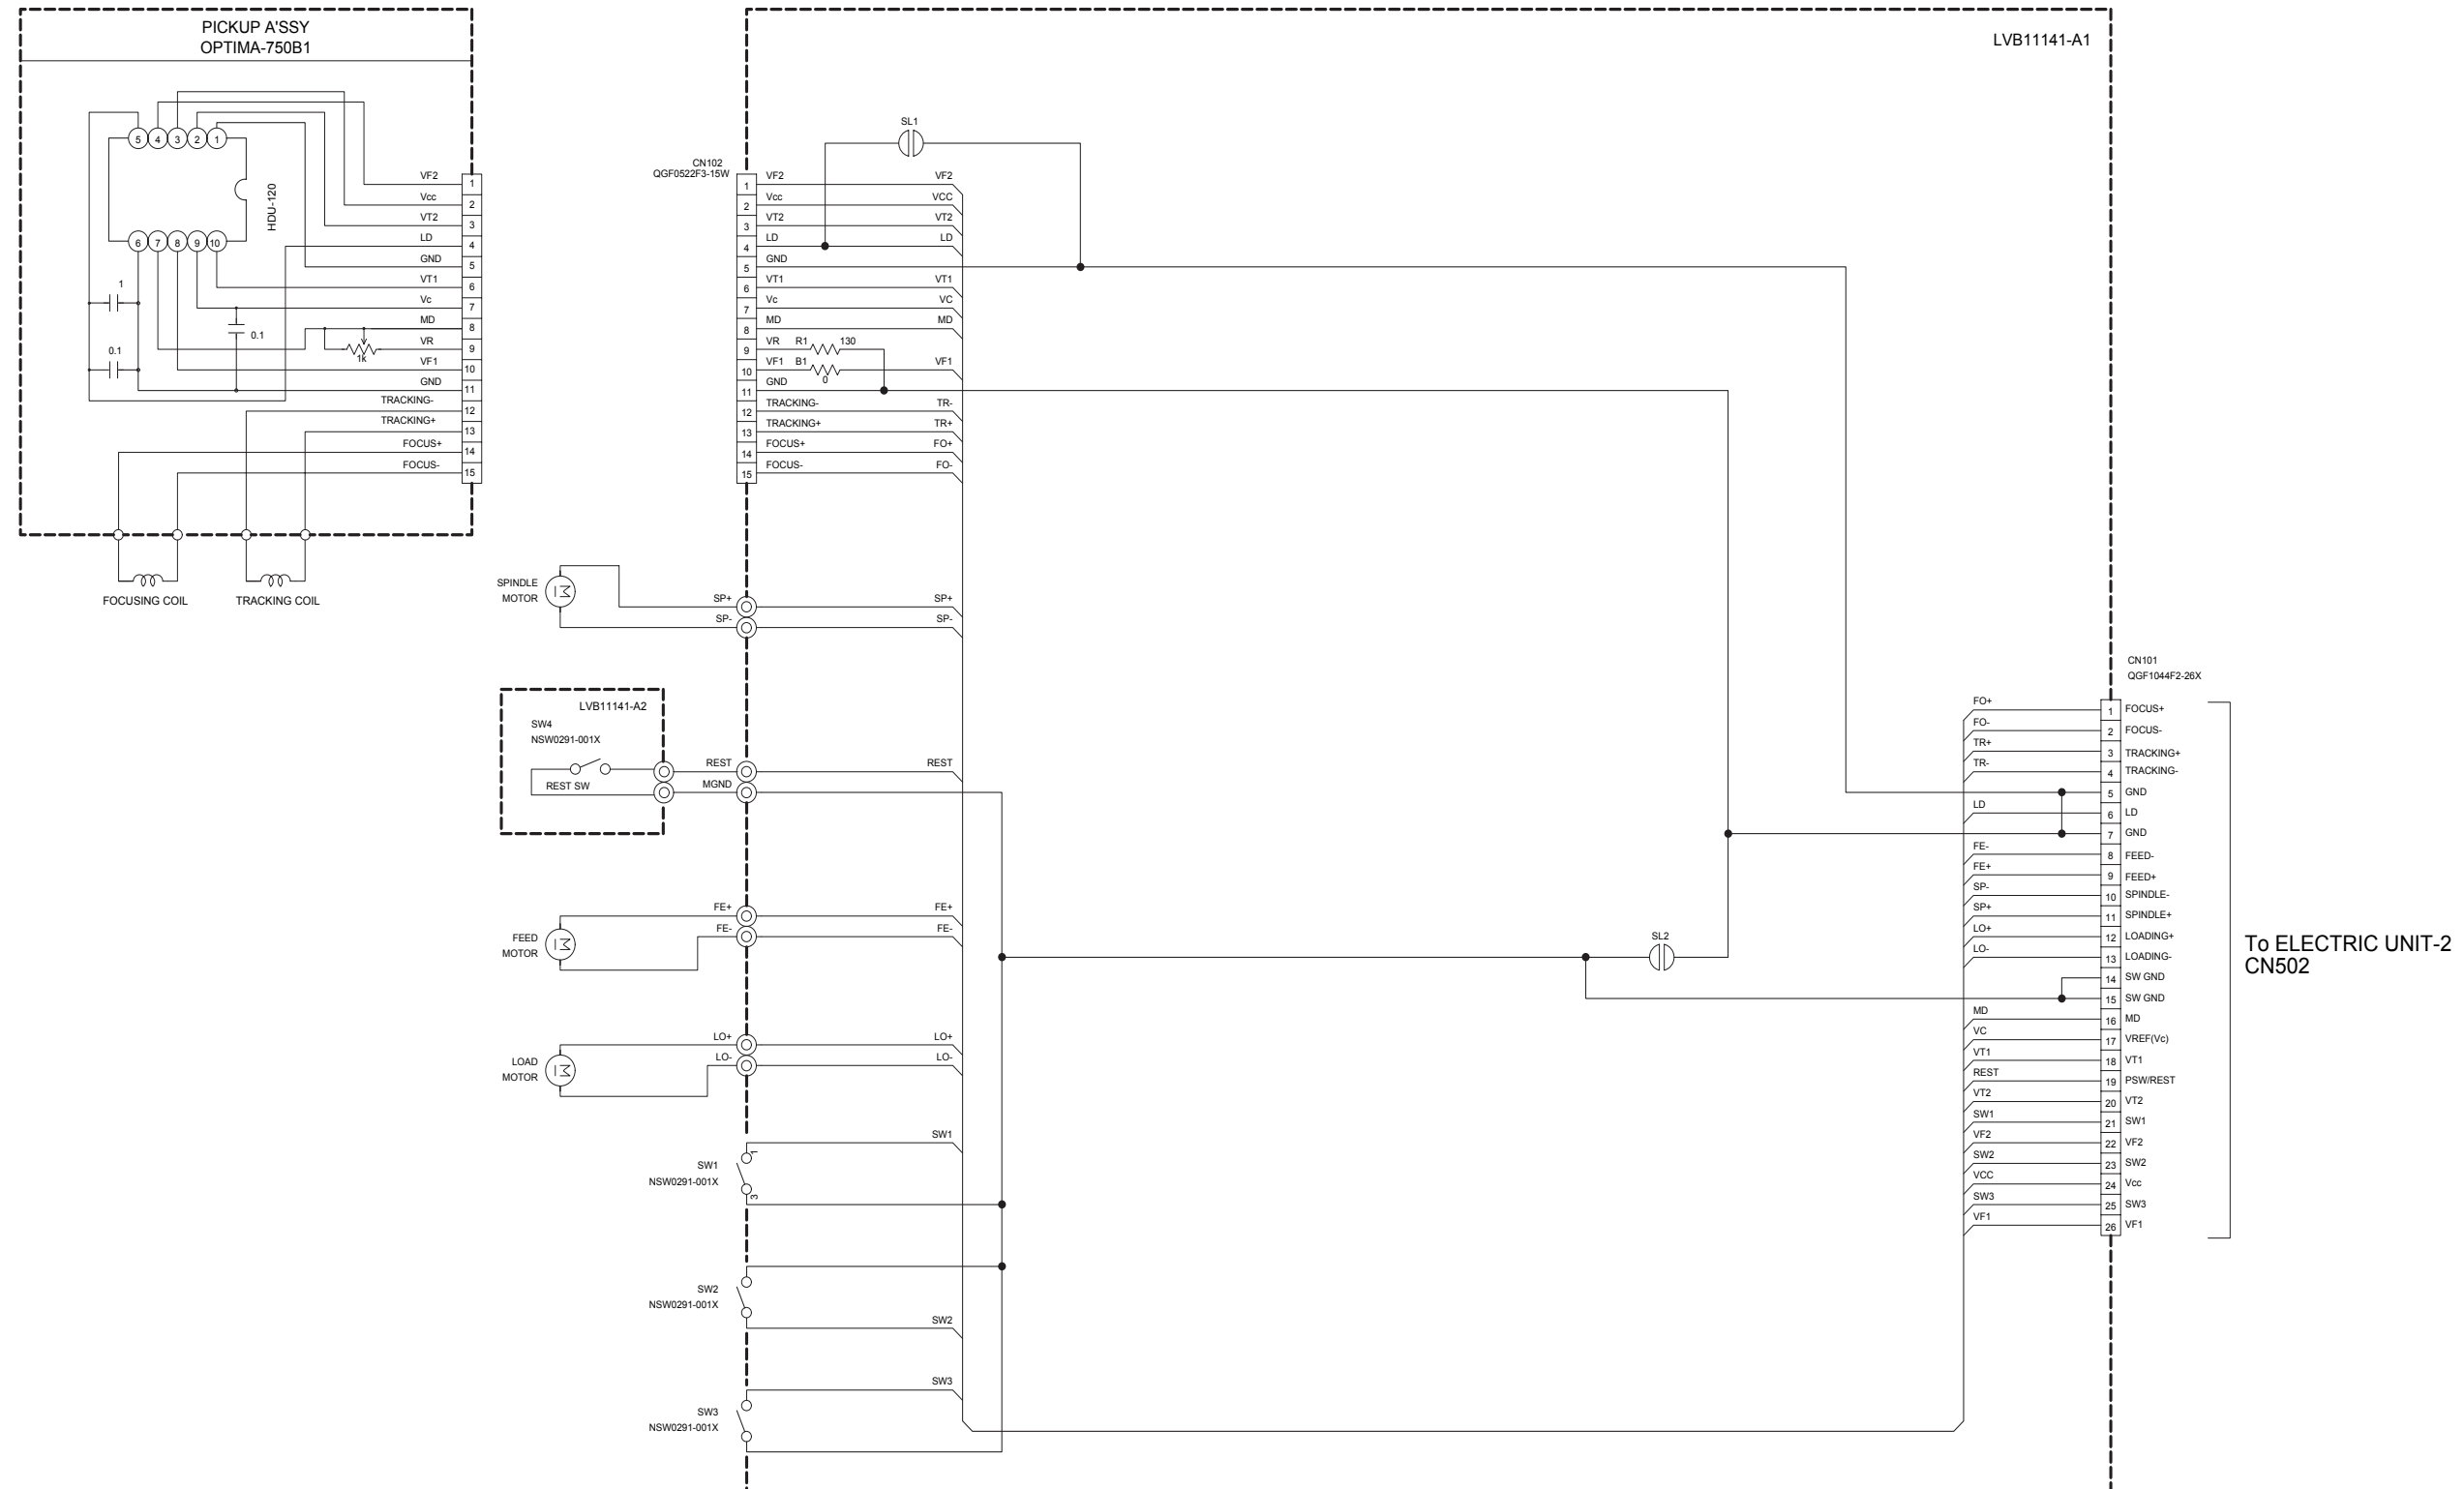 PICKUP A'SSY
OPTIMA-750B1
5 4 3 2 1
HDU-120
6 7 8 9 10
1
0.1
0.1
1k
VF2 1
Vcc 2
VT2 3
LD 4
GND 5
VT1 6
Vc 7
MD 8
VR 9
VF1 10
GND 11
TRACKING- 12
TRACKING+ 13
FOCUS+ 14
FOCUS- 15
FOCUSING COIL
TRACKING COIL
LVB11141-A1
SL1
CN102
QGF0522F3-15W
1 VF2 VF2
2 Vcc VCC
3 VT2 VT2
4 LD LD
5 GND
6 VT1 VT1
7 Vc VC
8 MD MD
9 VR R1 130
10 VF1 B1 0 VF1
11 GND
12 TRACKING- TR-
13 TRACKING+ TR+
14 FOCUS+ FO+
15 FOCUS- FO-
SPINDLE
MOTOR
M
SP+ SP+
SP- SP-
LVB11141-A2
SW4
NSW0291-001X
REST SW
REST REST
MGND
FEED
MOTOR
M
FE+ FE+
FE- FE-
SL2
LOAD
MOTOR
M
LO+ LO+
LO- LO-
SW1
1
SW1
NSW0291-001X
3
SW2
NSW0291-001X
SW2
SW3
SW3
NSW0291-001X
CN101
QGF1044F2-26X
FO+ 1 FOCUS+
FO- 2 FOCUS-
TR+ 3 TRACKING+
TR- 4 TRACKING-
5 GND
LD 6 LD
7 GND
FE- 8 FEED-
FE+ 9 FEED+
SP- 10 SPINDLE-
SP+ 11 SPINDLE+
LO+ 12 LOADING+
LO- 13 LOADING-
14 SW GND
15 SW GND
MD 16 MD
VC 17 VREF(Vc)
VT1 18 VT1
REST 19 PSW/REST
VT2 20 VT2
SW1 21 SW1
VF2 22 VF2
SW2 23 SW2
VCC 24 Vcc
SW3 25 SW3
VF1 26 VF1
To ELECTRIC UNIT-2
CN502